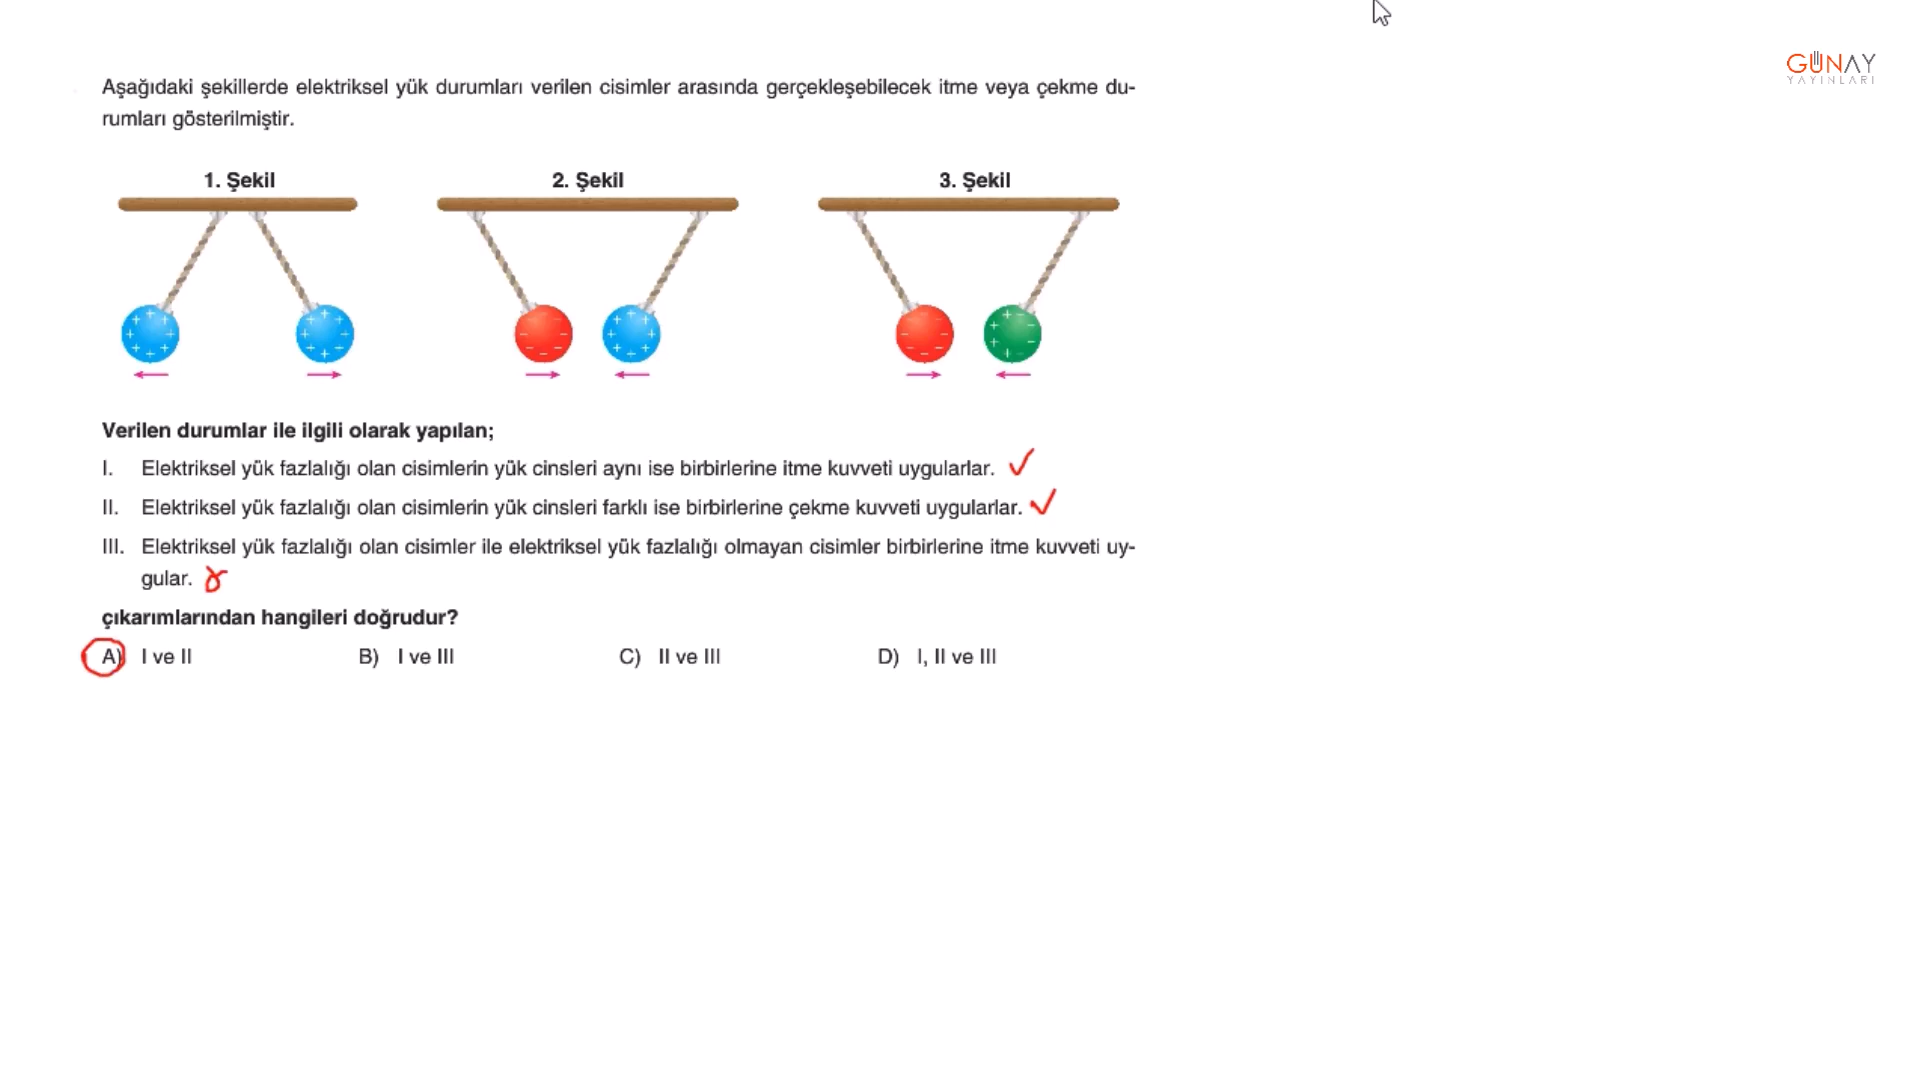 GÜNAY
YAYINLARI
Aşağıdaki şekillerde elektriksel yük durumları verilen cisimler arasında gerçekleşebilecek itme veya çekme du-
rumları gösterilmiştir.
1. Şekil
2. Şekil
3. Şekil
Verilen durumlar ile ilgili olarak yapılan;
I. Elektriksel yük fazlalığı olan cisimlerin yük cinsleri aynı ise birbirlerine itme kuvveti uygularlar.
II. Elektriksel yük fazlalığı olan cisimlerin yük cinsleri farklı ise birbirlerine çekme kuvveti uygularlar.
III. Elektriksel yük fazlalığı olan cisimler ile elektriksel yük fazlalığı olmayan cisimler birbirlerine itme kuvveti uy-
gular.
çıkarımlarından hangileri doğrudur?
A) I ve II B) I ve III C) II ve III D) I, II ve III